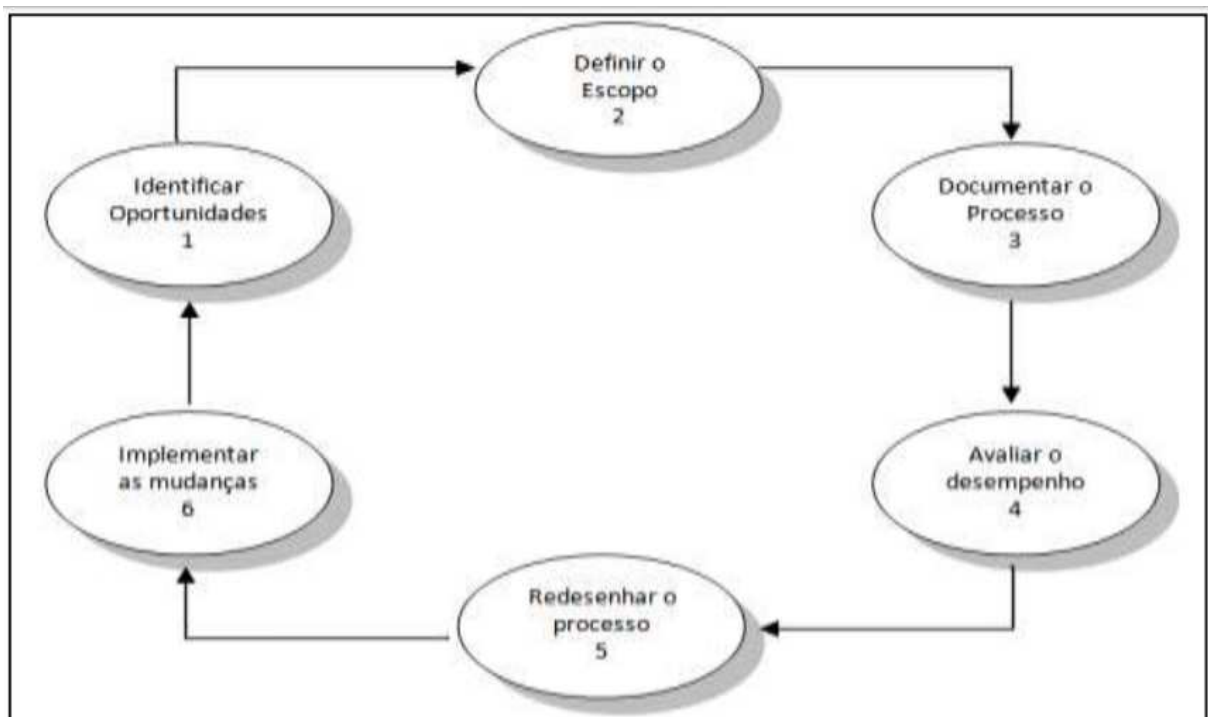 Identificar
Oportunidades
1
Definir o
Escopo
2
Documentar o
Processo
3
Avaliar o
desempenho
4
Redesenhar o
processo
5
Implementar
as mudanças
6